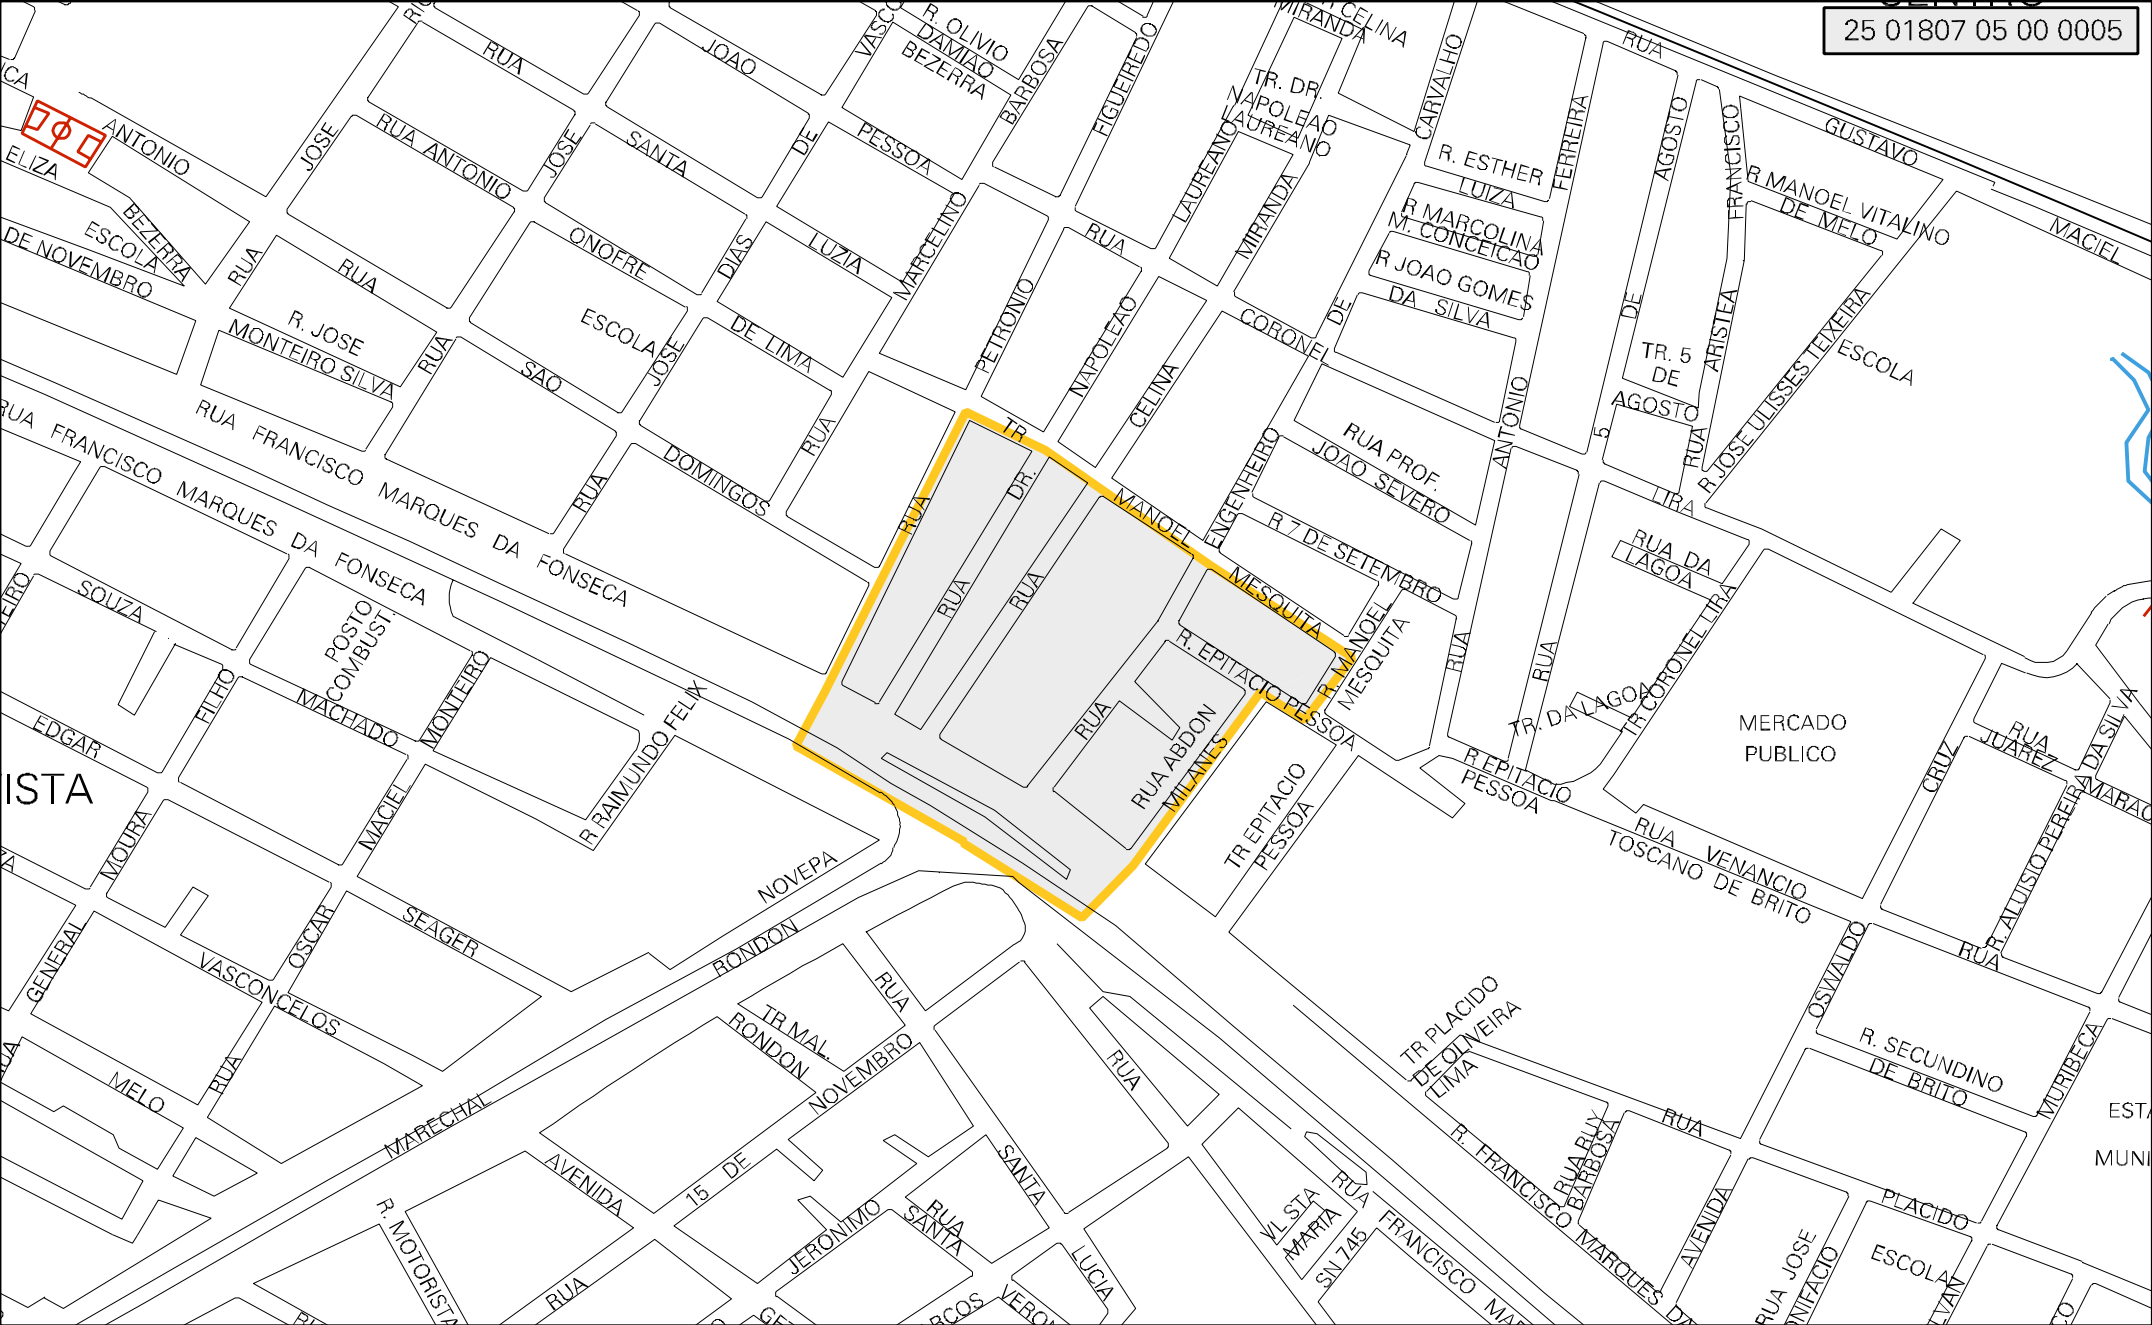 CENTRO
25 01807 05 00 0005
RUA
JOAO
VASCO
R. OLIVIO
DAMIAO
BEZERRA
BARBOSA
FIGUEIREDO
MIRANDA
CELINA
TR. DR.
NAPOLEAO
LAUREANO
CARVALHO
RUA
GUSTAVO
MACIEL
ANTONIO
ELIZA
BEZERRA
ESCOLA
DE NOVEMBRO
JOSE
RUA ANTONIO
JOSE
SANTA
DE
PESSOA
LAUREANO
MIRANDA
R. ESTHER
LUIZA
R MARCOLINA
M. CONCEICAO
R JOAO GOMES
DA SILVA
FERREIRA
AGOSTO
FRANCISCO
R MANOEL VITALINO
DE MELO
RUA
RUA
ONOFRE
DIAS
LUZIA
MARCELINO
RUA
R. JOSE
MONTEIRO SILVA
RUA
SAO
ESCOLA
JOSE
DE LIMA
PETRONIO
NAPOLEAO
CELINA
CORONEL
DE
DE
TR. 5
DE
AGOSTO
ARISTEA
R JOSE ULISSES TEIXEIRA
ESCOLA
RUA FRANCISCO MARQUES DA FONSECA
RUA FRANCISCO MARQUES DA FONSECA
RUA
DOMINGOS
RUA
TR
DR.
RUA
MANOEL
ENGENHEIRO
RUA PROF.
JOAO SEVERO
ANTONIO
5
RUA
LIRA
R 7 DE SETEMBRO
MESQUITA
RUA DA
LAGOA
SOUZA
POSTO
COMBUST.
RUA
RUA
R. EPITACIO PESSOA
R. MANOEL
MESQUITA
RUA
RUA
TR. DA LAGOA
TR CORONEL LIRA
MERCADO
PUBLICO
RUA
JUAREZ
EDGAR
FILHO
MACHADO
MONTEIRO
R RAIMUNDO FELIX
RUA
RUA ABDON
MILANES
TR EPITACIO
PESSOA
R EPITACIO
PESSOA
RUA VENANCIO
TOSCANO DE BRITO
CRUZ
R. ALUISIO PEREIRA DA SILVA
MOURA
MACIEL
NOVEPA
SEAGER
OSCAR
RONDON
GENERAL
VASCONCELOS
RUA
TR MAL.
RONDON
RUA
NOVEMBRO
RUA
TR PLACIDO
DE OLIVEIRA
LIMA
OSWALDO
RUA
R. SECUNDINO
DE BRITO
MURIBECA
MELO
MARECHAL
AVENIDA
15 DE
JERONIMO
RUA
SANTA
SANTA
RUA
R. FRANCISCO MARQUES DA
RUA RUY
BARBOSA
RUA
PLACIDO
R. MOTORISTA
RUA
LUCIA
VL STA
MARIA
SN 745
FRANCISCO
AVENIDA
RUA JOSE
ESCOLA